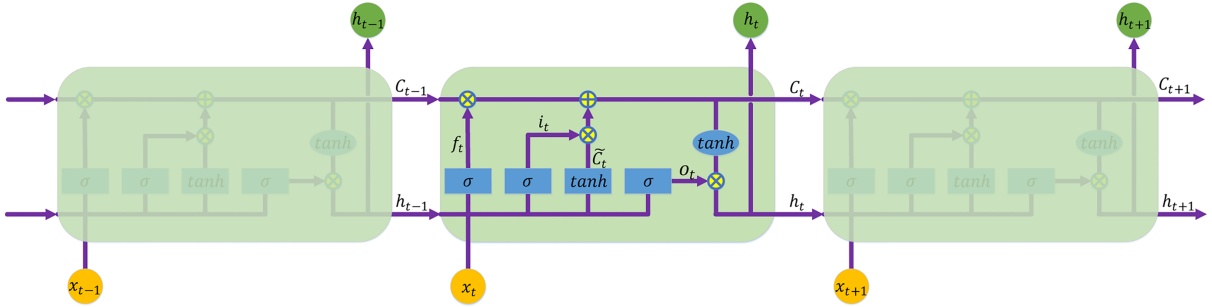 h_{t-1} h_t h_{t+1}
C_{t-1} C_t C_{t+1}
i_t
f_t
tanh tanh tanh
C̃_t
o_t
σ σ tanh σ σ σ tanh σ σ σ tanh σ
h_{t-1} h_t h_{t+1}
x_{t-1} x_t x_{t+1}